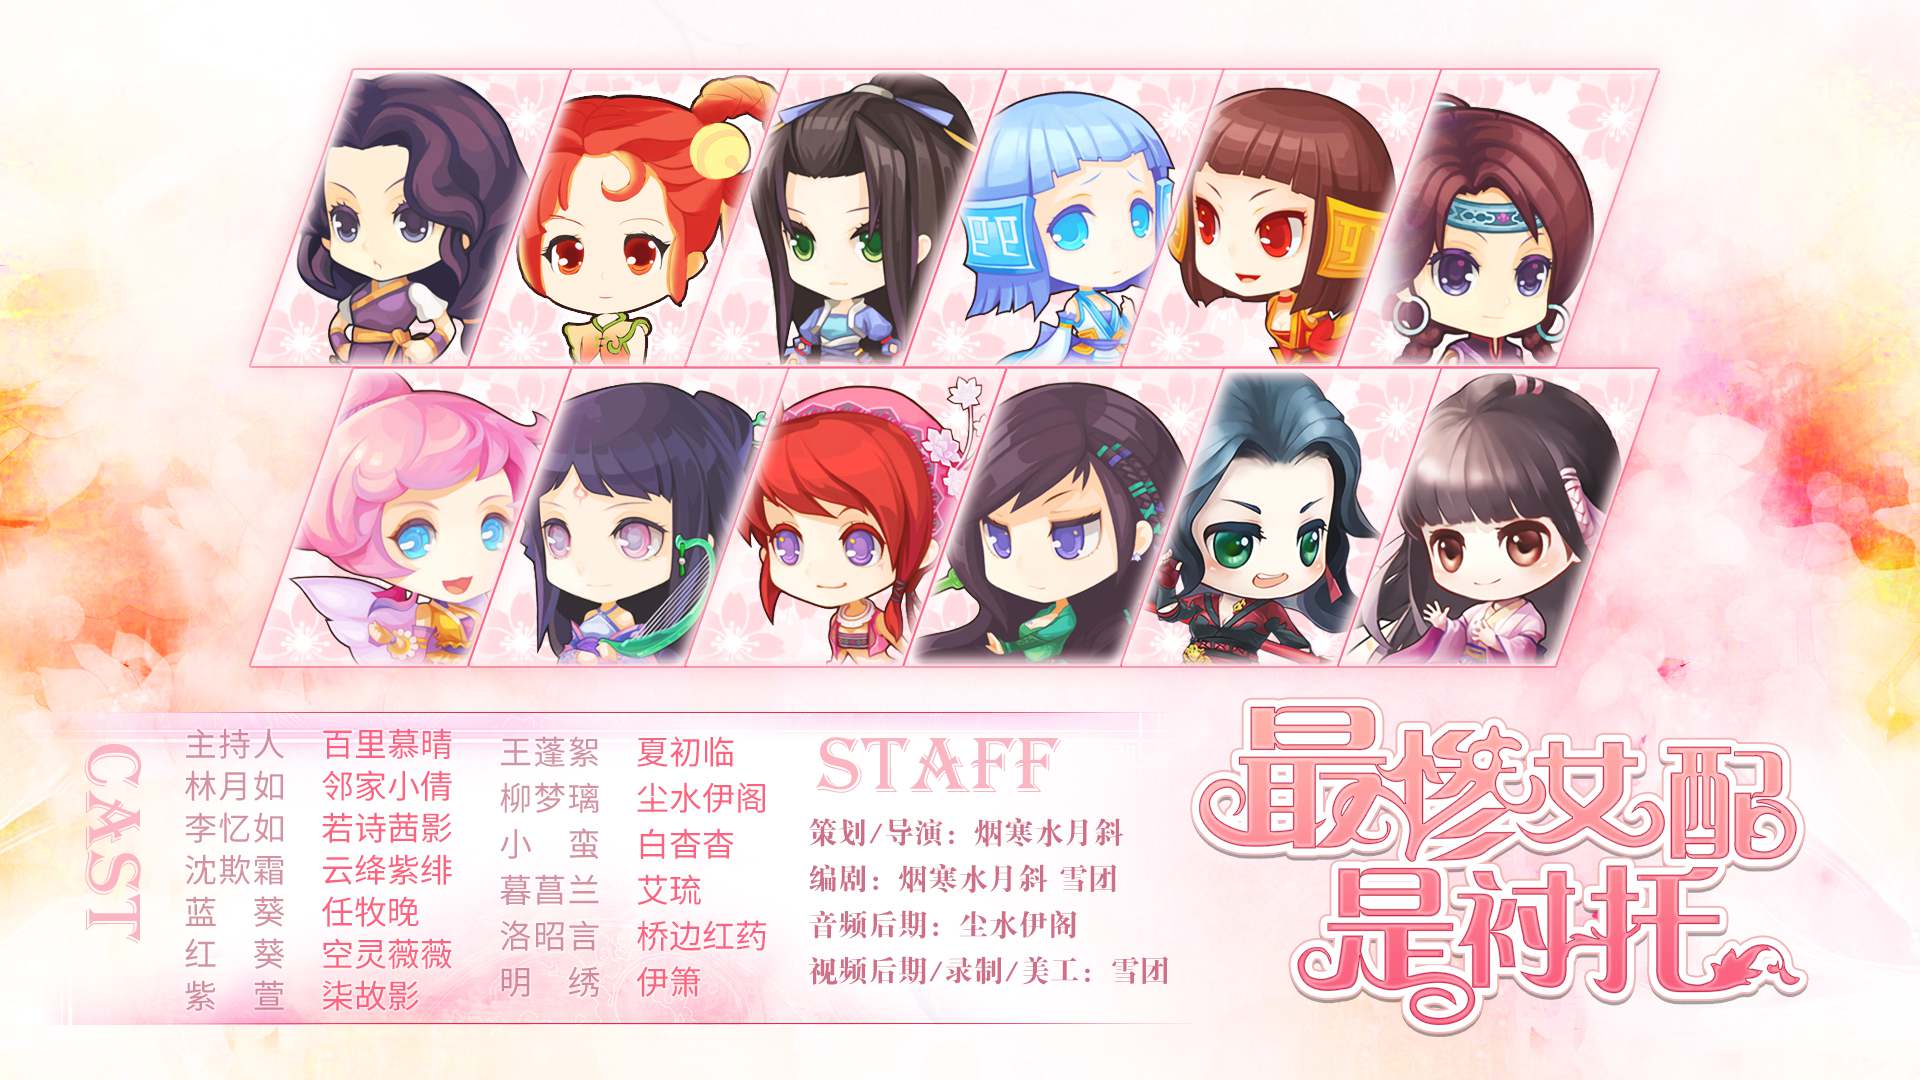 CAST
主持人 百里慕晴
林月如 邻家小倩
李忆如 若诗茜影
沈欺霜 云绛紫绯
蓝 葵 任牧晚
红 葵 空灵薇薇
紫 萱 柒故影
王蓬絮 夏初临
柳梦璃 尘水伊阁
小 蛮 白杳杳
暮菖兰 艾琉
洛昭言 桥边红药
明 绣 伊箫
STAFF
策划/导演：烟寒水月斜
编剧：烟寒水月斜 雪团
音频后期：尘水伊阁
视频后期/录制/美工：雪团
最惨女配
是衬托